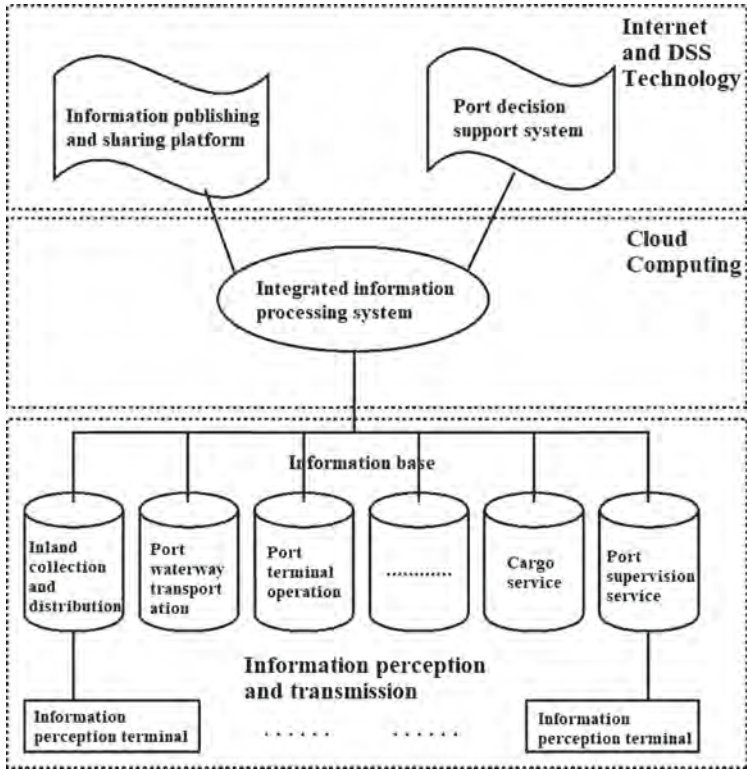 Internet
and DSS
Technology
Information publishing
and sharing platform
Port decision
support system
Cloud
Computing
Integrated information
processing system
Information base
Inland
collection
and
distribution
Port
waterway
transport
ation
Port
terminal
operation
............
Cargo
service
Port
supervision
service
Information perception
and transmission
Information
perception terminal
. . . . . .
. . . . . .
Information
perception terminal